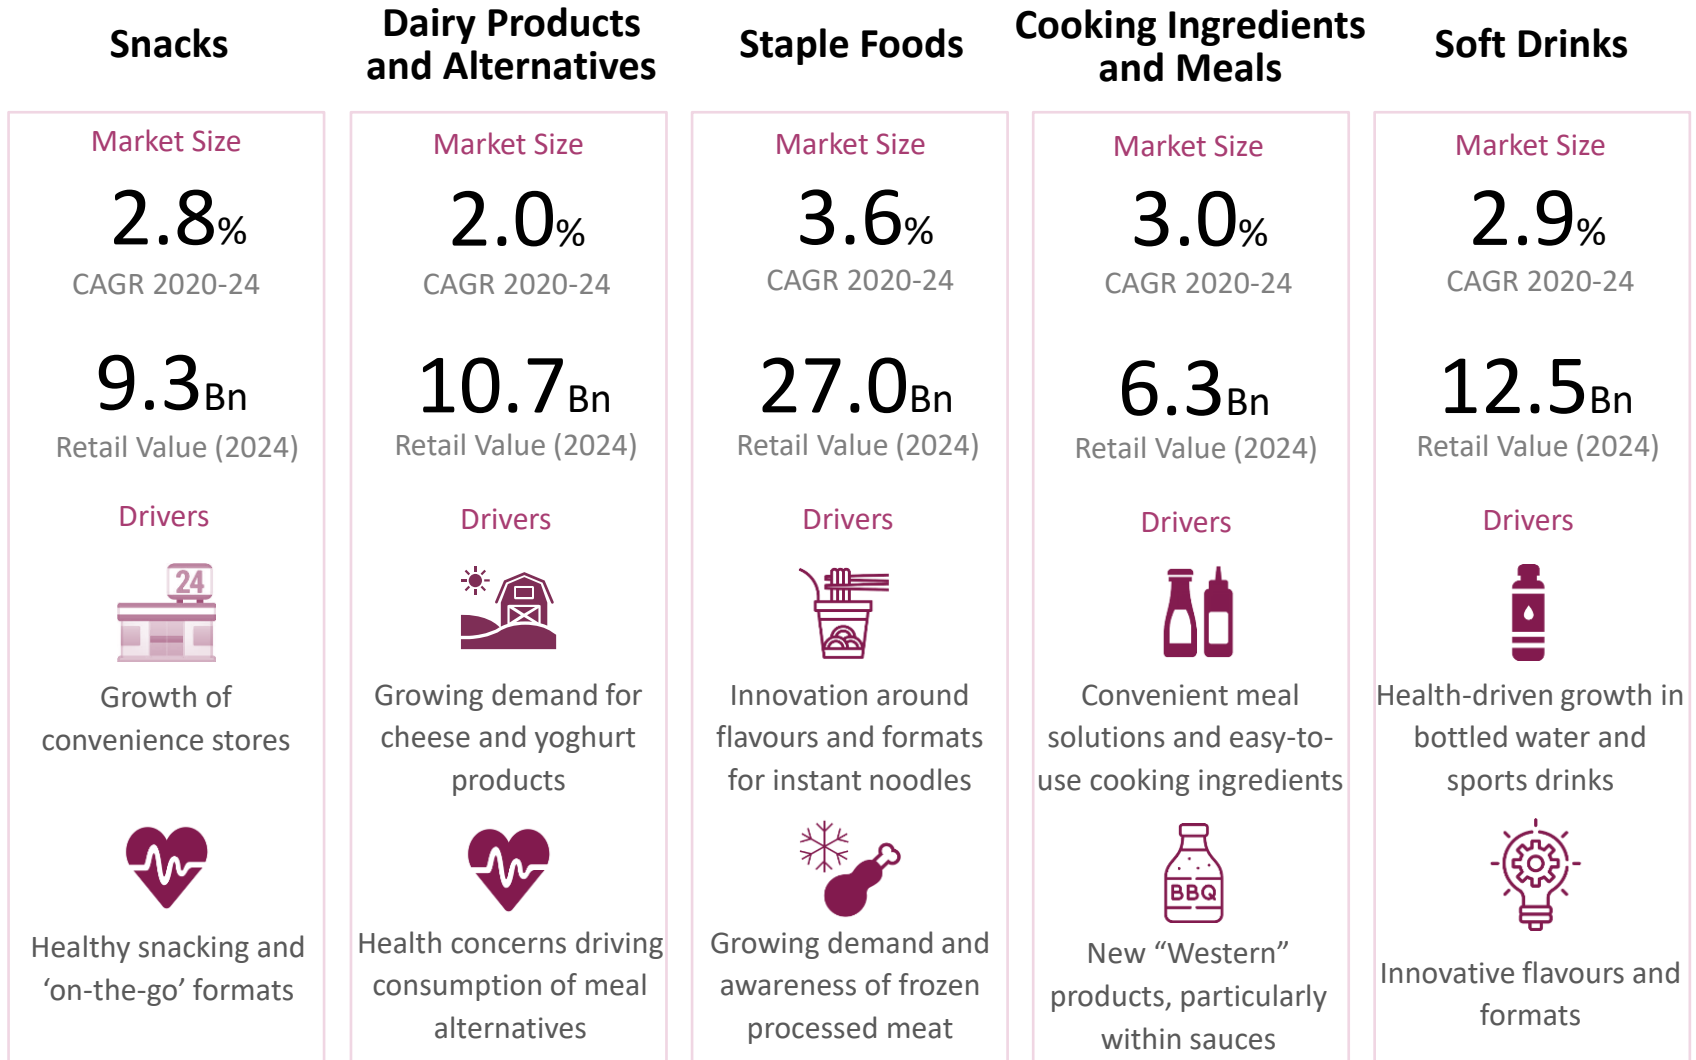 Snacks
Market Size
2.8%
CAGR 2020-24
9.3Bn
Retail Value (2024)
Drivers
24
Growth of
convenience stores
Healthy snacking and
‘on-the-go’ formats
Dairy Products
and Alternatives
Market Size
2.0%
CAGR 2020-24
10.7Bn
Retail Value (2024)
Drivers
Growing demand for
cheese and yoghurt
products
Health concerns driving
consumption of meal
alternatives
Staple Foods
Market Size
3.6%
CAGR 2020-24
27.0Bn
Retail Value (2024)
Drivers
Innovation around
flavours and formats
for instant noodles
Growing demand and
awareness of frozen
processed meat
Cooking Ingredients
and Meals
Market Size
3.0%
CAGR 2020-24
6.3Bn
Retail Value (2024)
Drivers
Convenient meal
solutions and easy-to-
use cooking ingredients
BBQ
New “Western”
products, particularly
within sauces
Soft Drinks
Market Size
2.9%
CAGR 2020-24
12.5Bn
Retail Value (2024)
Drivers
Health-driven growth in
bottled water and
sports drinks
Innovative flavours and
formats